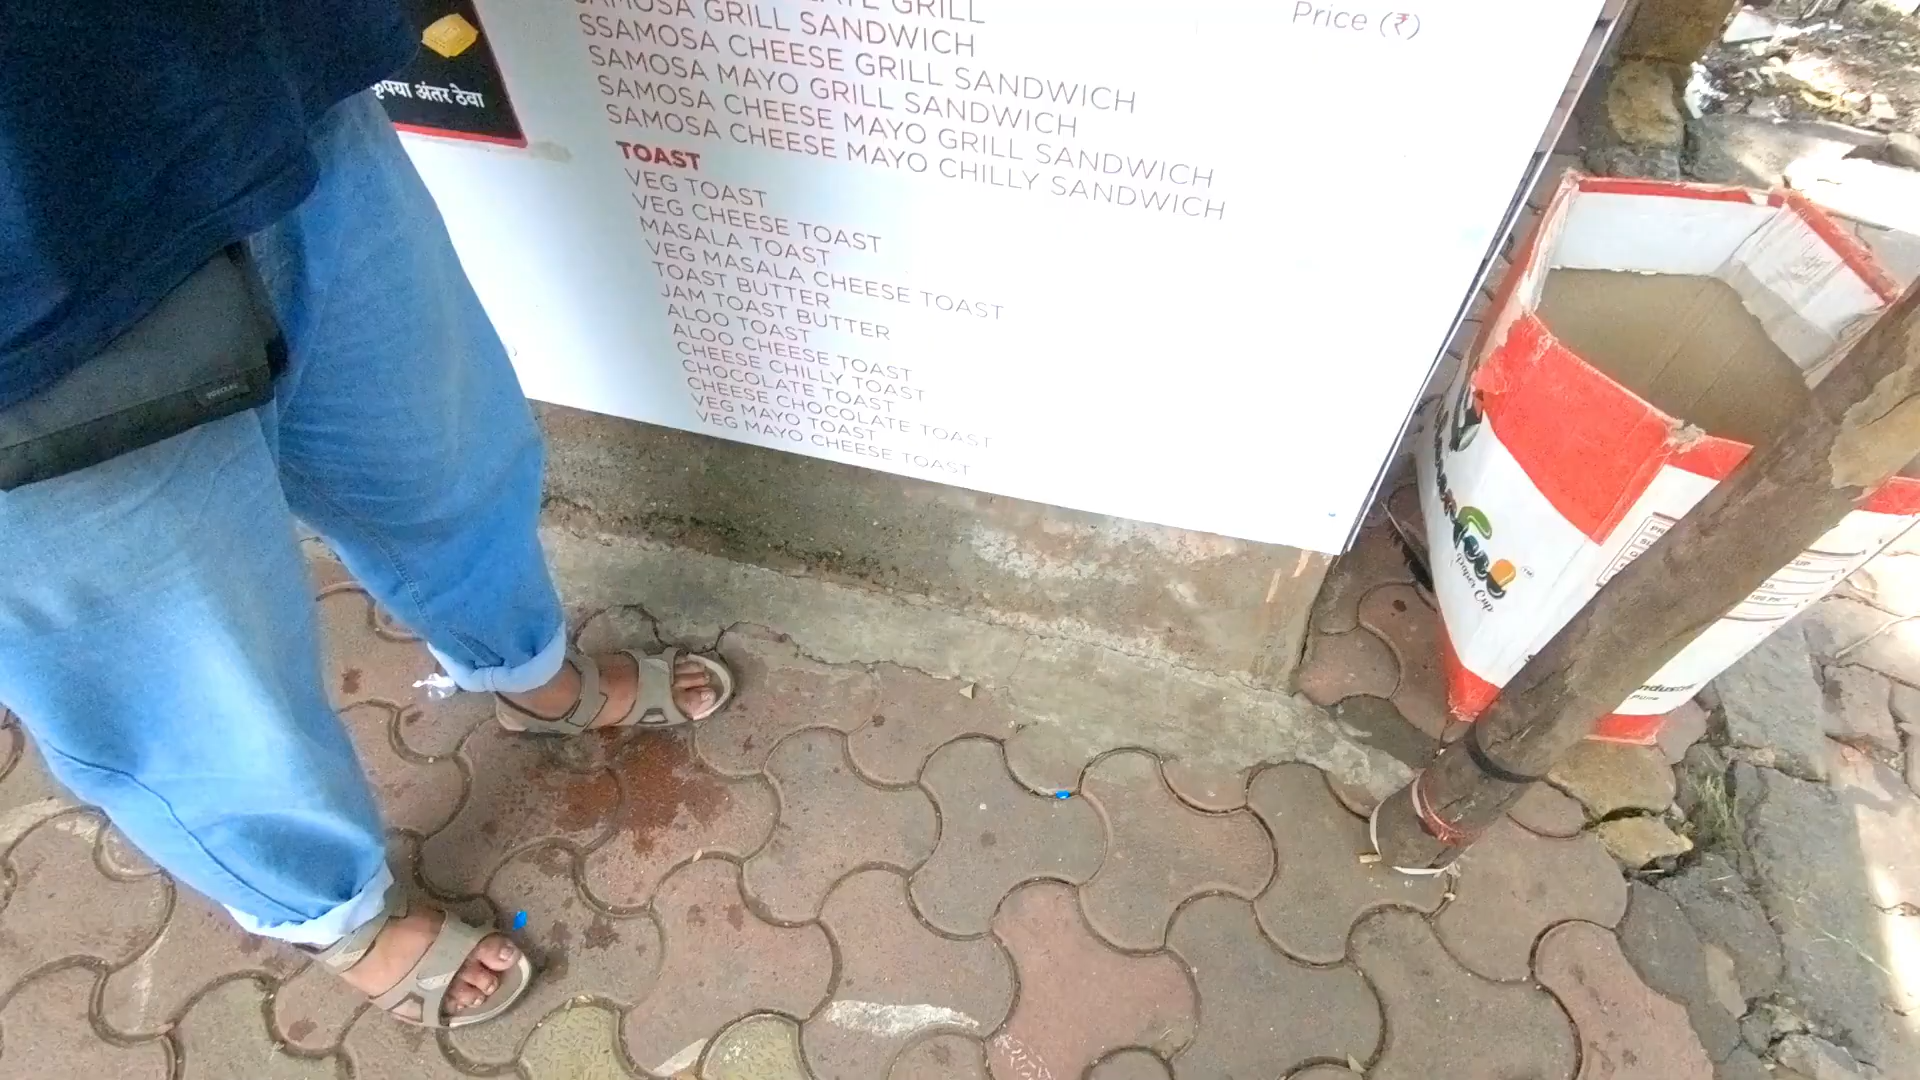 GRILL
Price (₹)
SAMOSA GRILL SANDWICH
SSAMOSA CHEESE GRILL SANDWICH
SAMOSA MAYO GRILL SANDWICH
SAMOSA CHEESE MAYO GRILL SANDWICH
SAMOSA CHEESE MAYO CHILLY SANDWICH
TOAST
VEG TOAST
VEG CHEESE TOAST
MASALA TOAST
VEG MASALA CHEESE TOAST
TOAST BUTTER
JAM TOAST BUTTER
ALOO TOAST
ALOO CHEESE TOAST
CHEESE CHILLY TOAST
CHOCOLATE TOAST
CHEESE CHOCOLATE TOAST
VEG MAYO TOAST
VEG MAYO CHEESE TOAST
कृपया अंतर ठेवा
Paper Cup